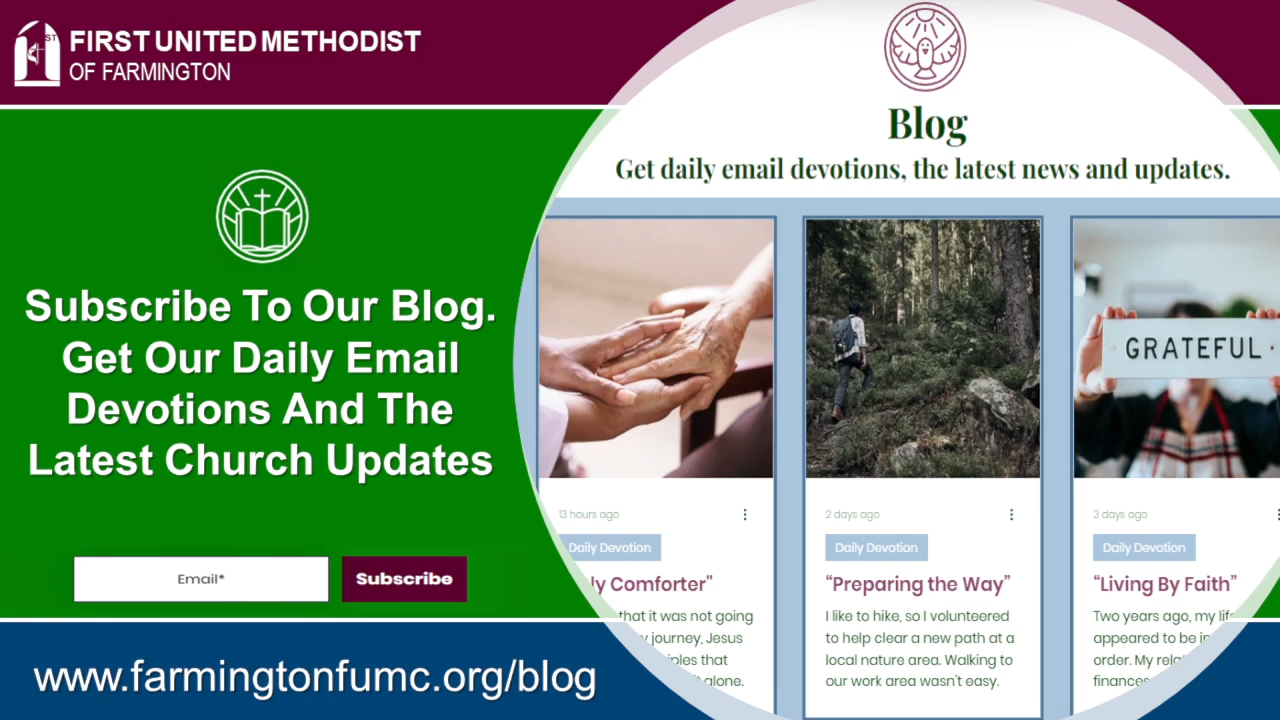 FIRST UNITED METHODIST
OF FARMINGTON
ST
Subscribe To Our Blog.
Get Our Daily Email
Devotions And The
Latest Church Updates
Email*
Subscribe
www.farmingtonfumc.org/blog
Blog
Get daily email devotions, the latest news and updates.
13 hours ago
Daily Devotion
Comforter"
that it was not going
journey, Jesus
that
alone.
2 days ago
Daily Devotion
“Preparing the Way”
I like to hike, so I volunteered
to help clear a new path at a
local nature area. Walking to
our work area wasn’t easy.
GRATEFUL
3 days ago
Daily Devotion
“Living By Faith”
Two years ago, my life
appeared to be in
order. My
finances